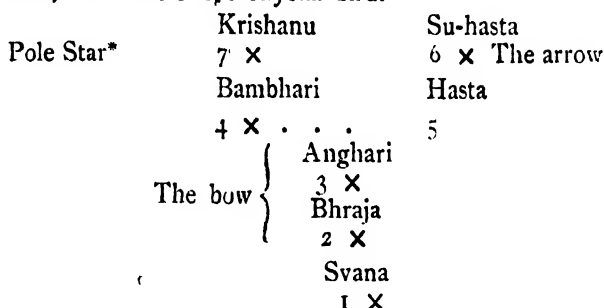 Krishanu Su-hasta
Pole Star* 7 × 6 × The arrow
Bambhari Hasta
4 × . . . 5
Anghari
The bow { 3 ×
Bhraja
2 ×
Svana
1 ×